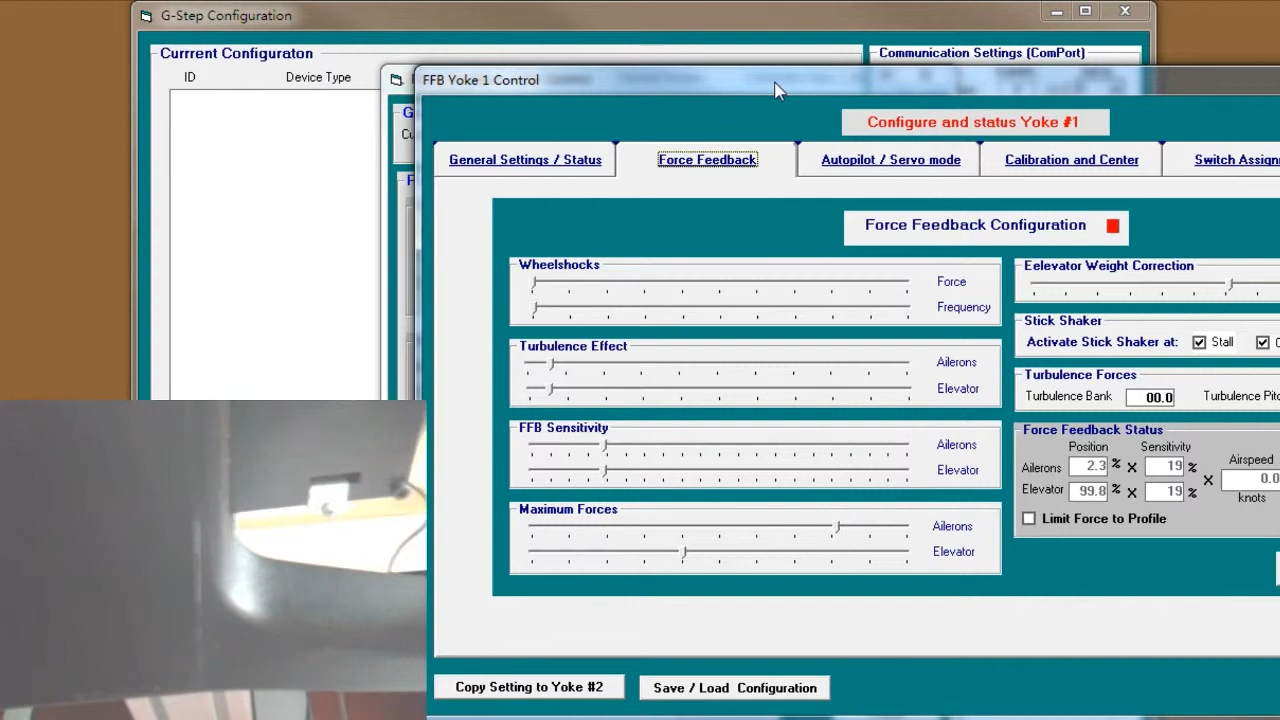 G-Step Configuration
Currrent Configuraton
Communication Settings (ComPort)
ID
Device Type
FFB Yoke 1 Control
Configure and status Yoke #1
General Settings / Status
Force Feedback
Autopilot / Servo mode
Calibration and Center
Switch Assign
Force Feedback Configuration
Wheelshocks
Force
Frequency
Turbulence Effect
Ailerons
Elevator
FFB Sensitivity
Ailerons
Elevator
Maximum Forces
Ailerons
Elevator
Eelevator Weight Correction
Stick Shaker
Activate Stick Shaker at: Stall
Turbulence Forces
Turbulence Bank 00.0 Turbulence Pitc
Force Feedback Status
Position Sensitivity Airspeed
Ailerons 2.3 % X 19 % X 0.0
Elevator 99.8 % X 19 % knots
Limit Force to Profile
Copy Setting to Yoke #2
Save / Load Configuration